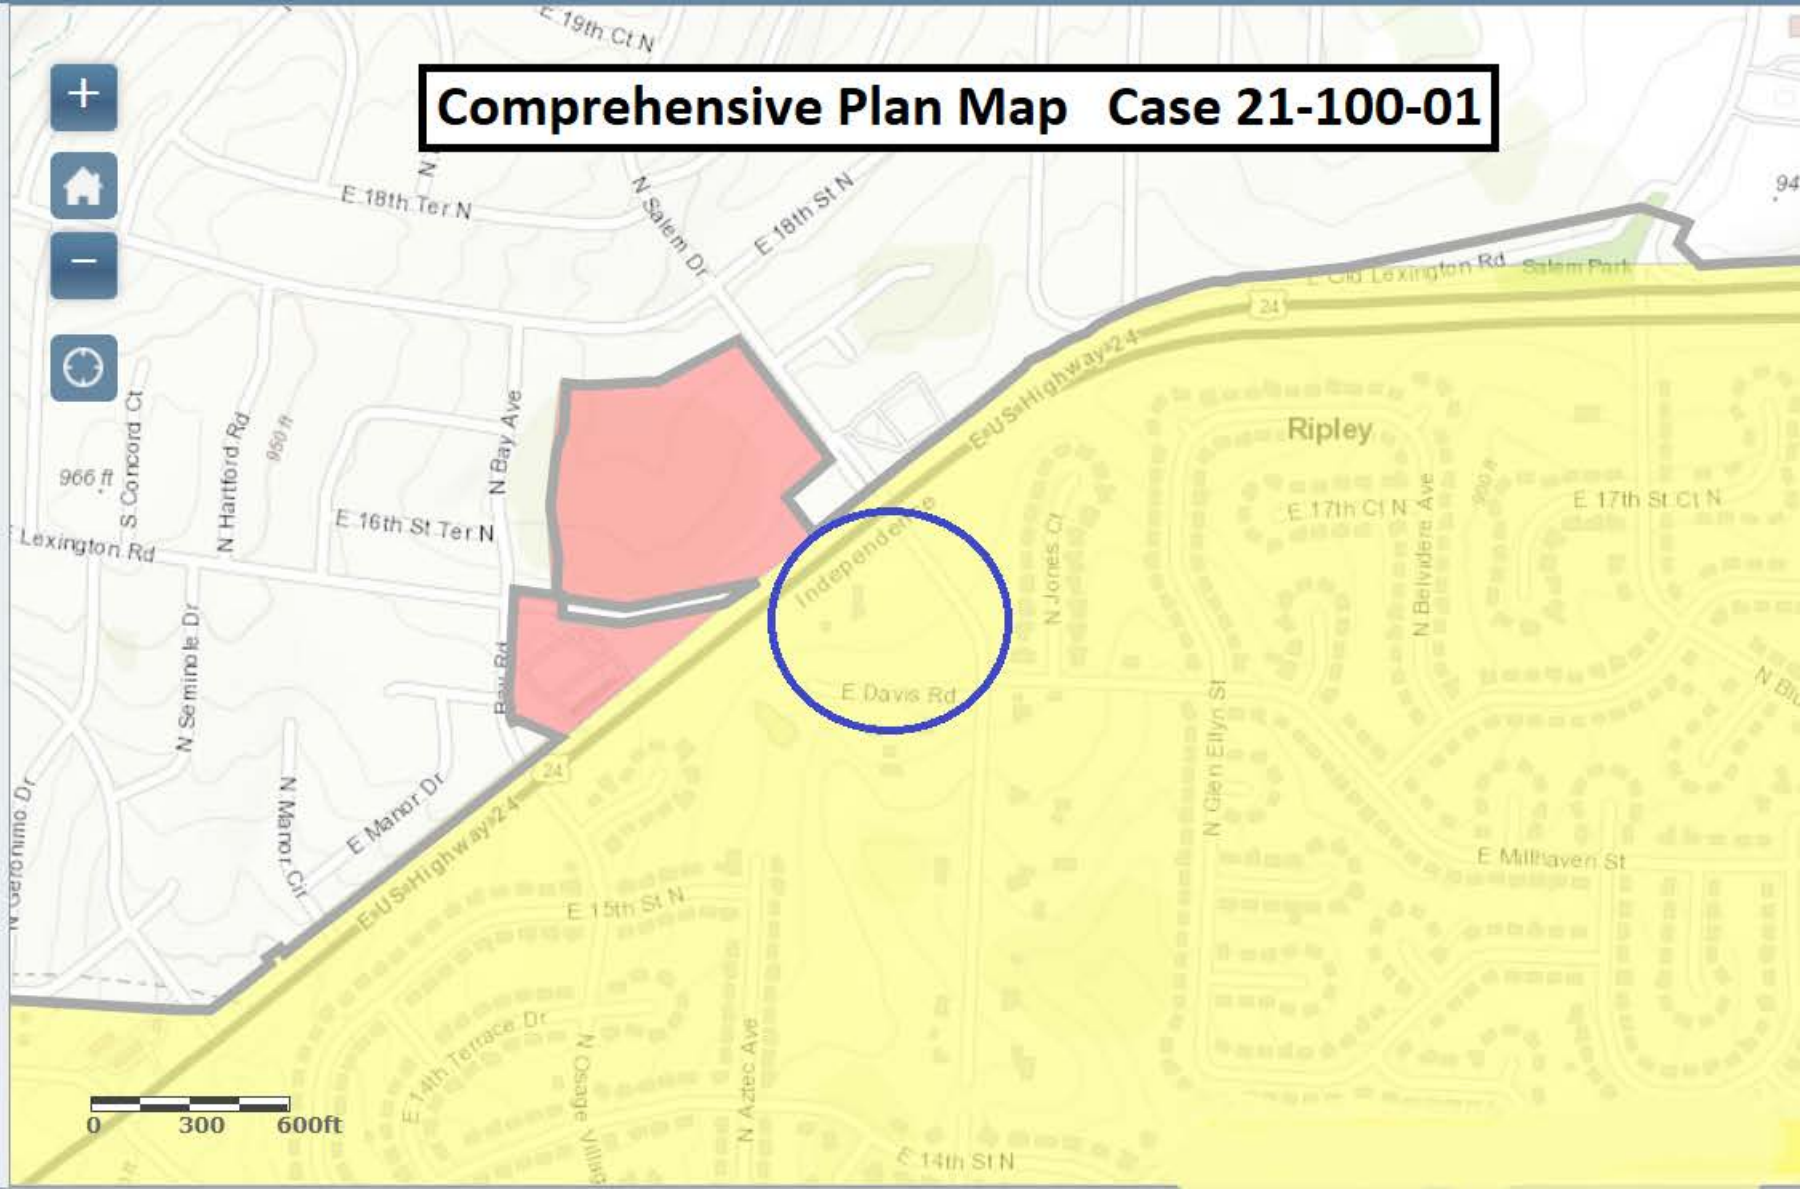 E 19th Ct N
Comprehensive Plan Map Case 21-100-01
+
−
N
E 18th Ter N
N Salem Dr
E 18th St N
94
E Old Lexington Rd
Salem Park
24
E US Highway 24
S Concord Ct
N Hartford Rd
950 ft
966 ft
N Bay Ave
E 16th St Ter N
Lexington Rd
Ripley
E 17th Ct N
N Belvidere Ave
E 17th St Ct N
Independence
N Jones Ct
N Seminole Dr
Bay Rd
E Davis Rd
N Glen Ellyn St
24
N Geronimo Dr
N Manor Cir
E Manor Dr
E US Highway 24
E Millhaven St
E 15th St N
E 14th Terrace Dr
N Osage
N Aztec Ave
E 14th St N
0 300 600ft